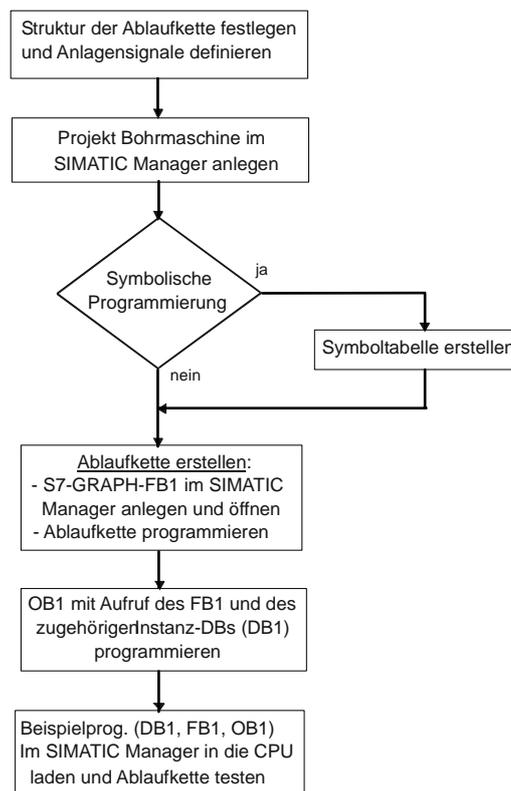 Struktur der Ablaufkette festlegen
und Anlagensignale definieren
Projekt Bohrmaschine im
SIMATIC Manager anlegen
Symbolische
Programmierung
ja
Symboltabelle erstellen
nein
Ablaufkette erstellen:
- S7-GRAPH-FB1 im SIMATIC
Manager anlegen und öffnen
- Ablaufkette programmieren
OB1 mit Aufruf des FB1 und des
zugehörigenInstanz-DBs (DB1)
programmieren
Beispielprog. (DB1, FB1, OB1)
Im SIMATIC Manager in die CPU
laden und Ablaufkette testen